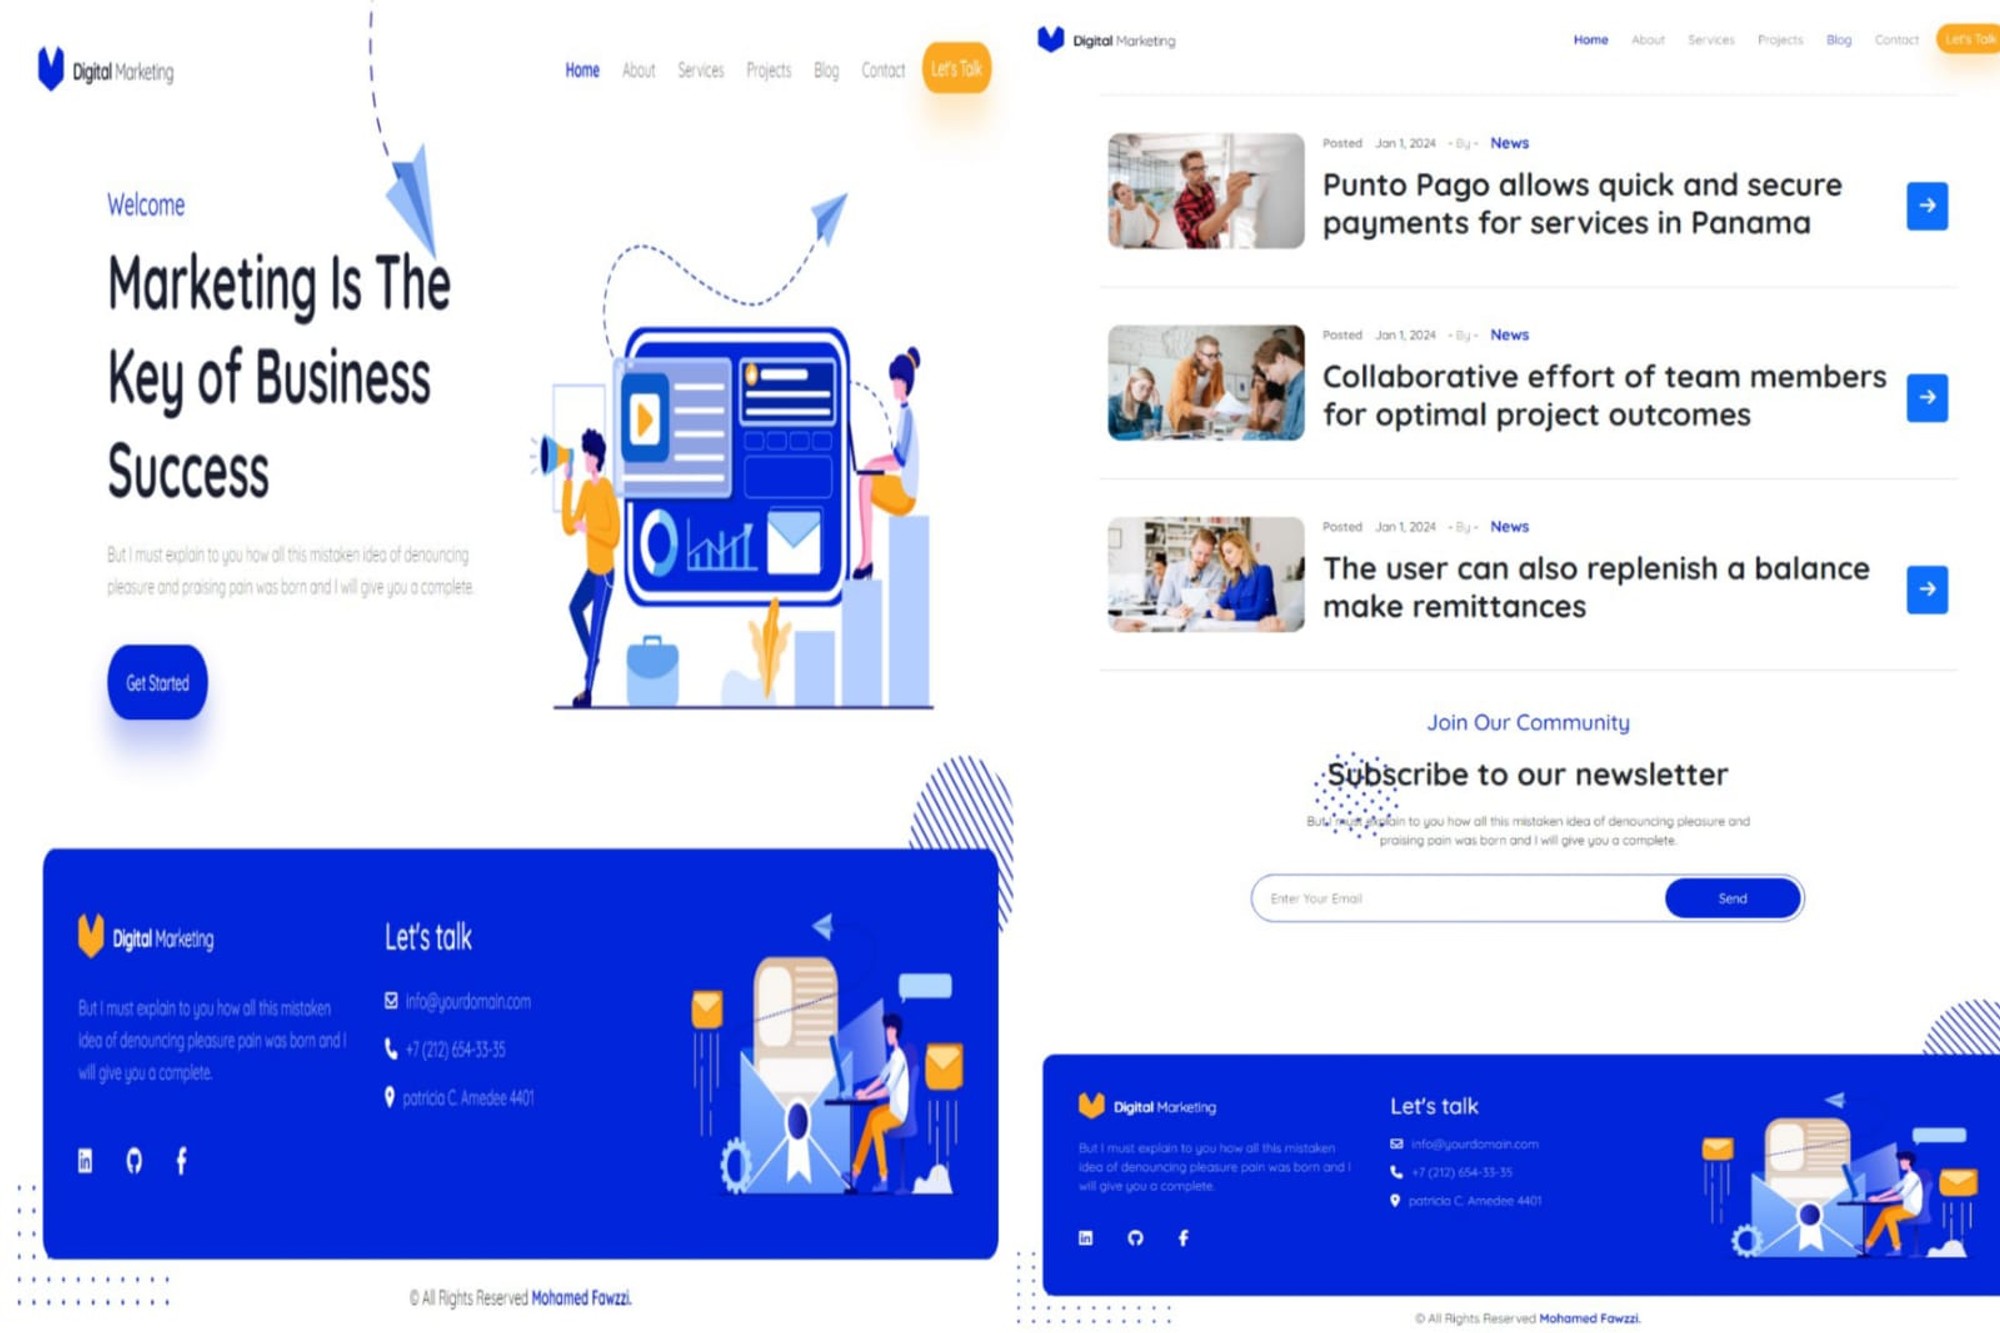 Digital Marketing
Home About Services Projects Blog Contact Let's Talk
Welcome
Marketing Is The
Key of Business
Success
But I must explain to you how all this mistaken idea of denouncing
pleasure and praising pain was born and I will give you a complete.
Get Started
Digital Marketing
But I must explain to you how all this mistaken
idea of denouncing pleasure pain was born and I
will give you a complete.
Let's talk
info@yourdomain.com
+7 (212) 654-33-35
patricia C. Amedee 4401
© All Rights Reserved Mohamed Fawzzi.
Digital Marketing
Home About Services Projects Blog Contact Let's Talk
Posted Jan 1, 2024 - By - News
Punto Pago allows quick and secure
payments for services in Panama
Posted Jan 1, 2024 - By - News
Collaborative effort of team members
for optimal project outcomes
Posted Jan 1, 2024 - By - News
The user can also replenish a balance
make remittances
Join Our Community
Subscribe to our newsletter
But I must explain to you how all this mistaken idea of denouncing pleasure and
praising pain was born and I will give you a complete.
Enter Your Email
Send
Digital Marketing
But I must explain to you how all this mistaken
idea of denouncing pleasure pain was born and I
will give you a complete.
Let's talk
info@yourdomain.com
+7 (212) 654-33-35
patricia C. Amedee 4401
© All Rights Reserved Mohamed Fawzzi.